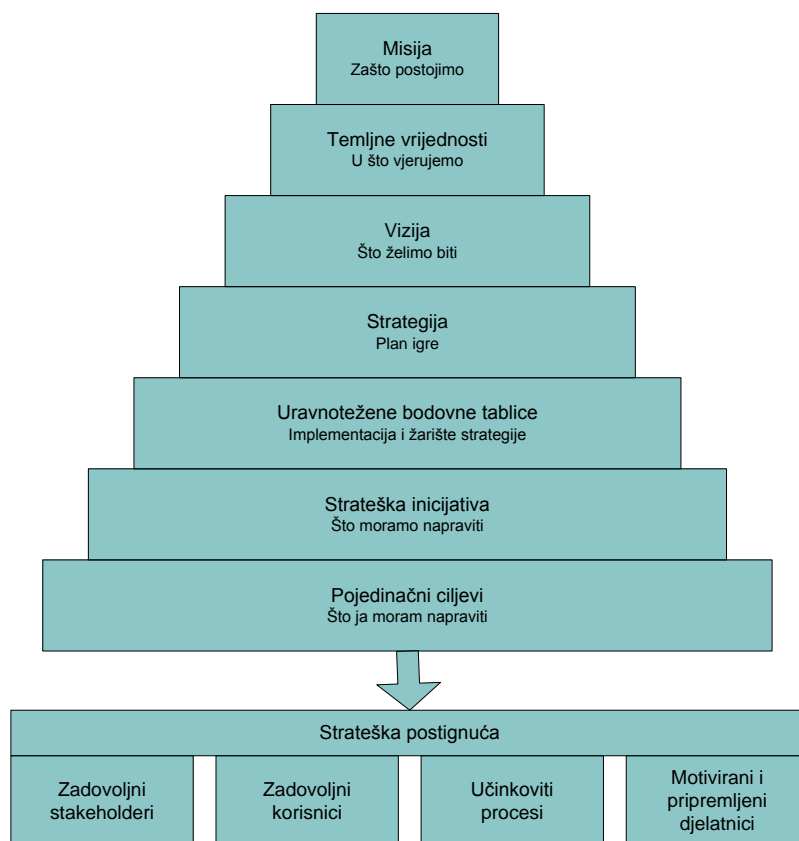 Misija
Zašto postojimo
Temljne vrijednosti
U što vjerujemo
Vizija
Što želimo biti
Strategija
Plan igre
Uravnotežene bodovne tablice
Implementacija i žarište strategije
Strateška inicijativa
Što moramo napraviti
Pojedinačni ciljevi
Što ja moram napraviti
Strateška postignuća
Zadovoljni
stakeholderi
Zadovoljni
korisnici
Učinkoviti
procesi
Motivirani i
pripremljeni
djelatnici